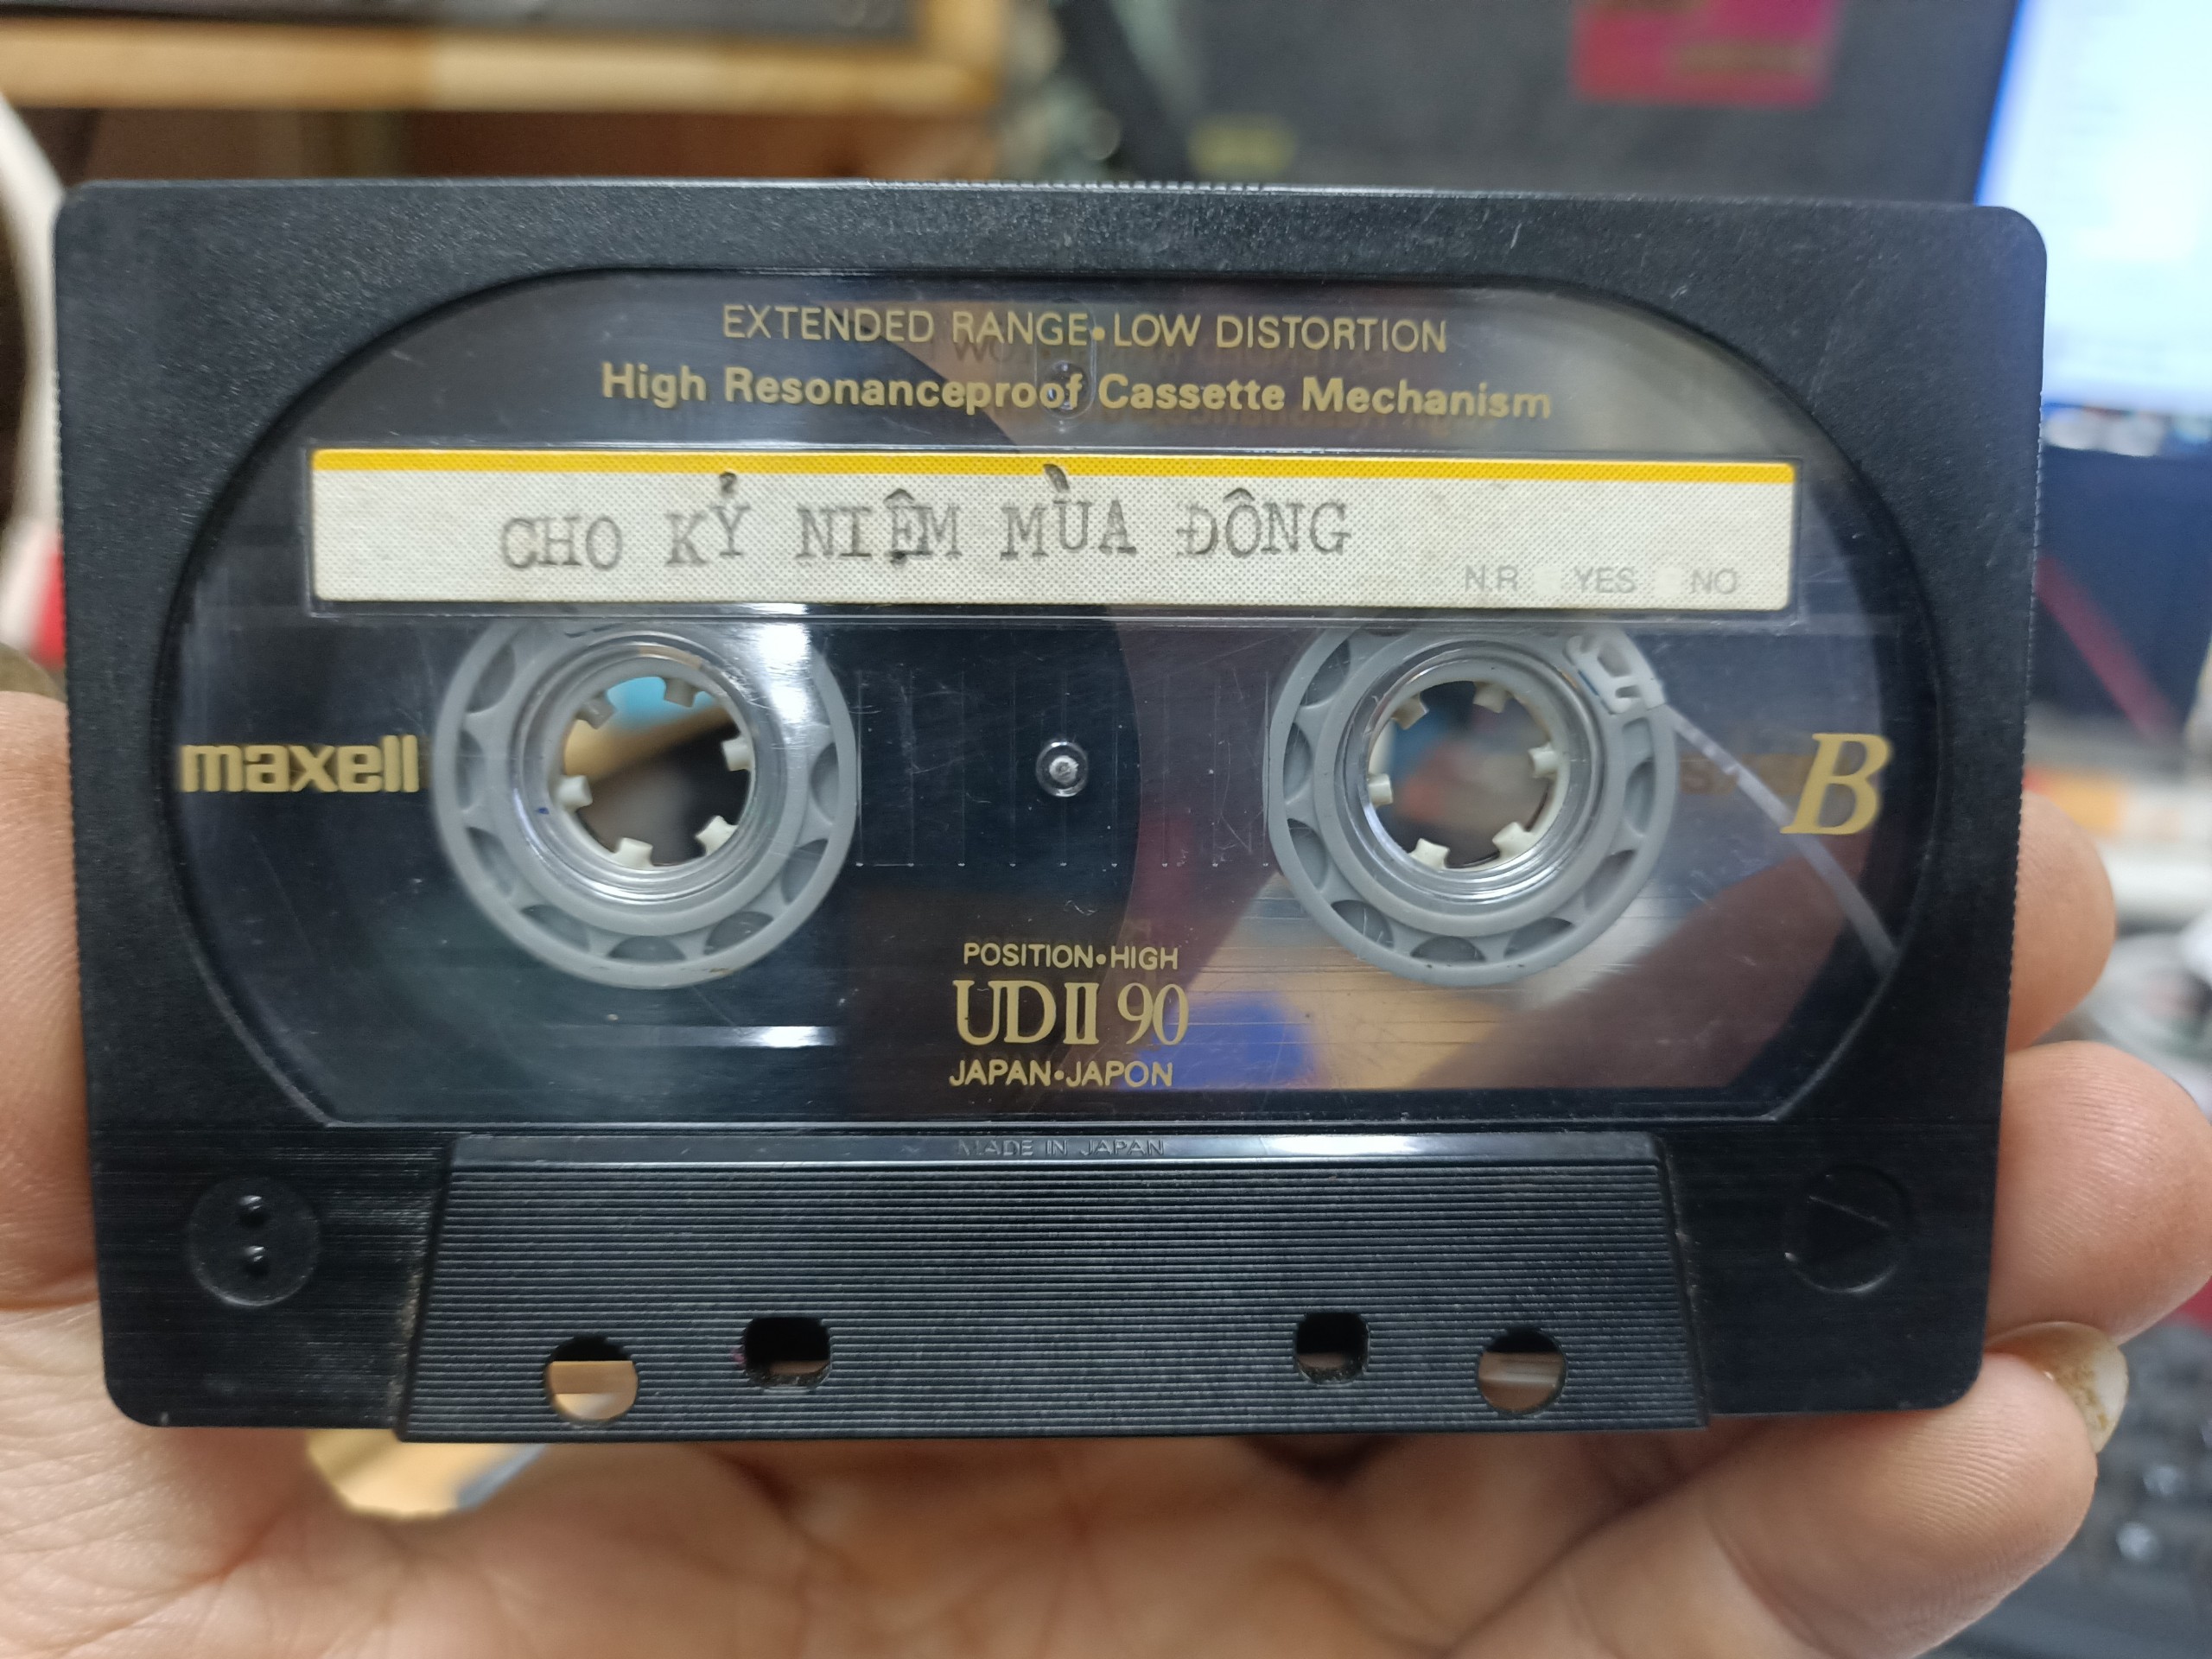 EXTENDED RANGE•LOW DISTORTION
High Resonanceproof Cassette Mechanism
CHO KỶ NIỆM MÙA ĐÔNG
N.R YES NO
maxell
B
POSITION•HIGH
UDII 90
JAPAN•JAPON
MADE IN JAPAN